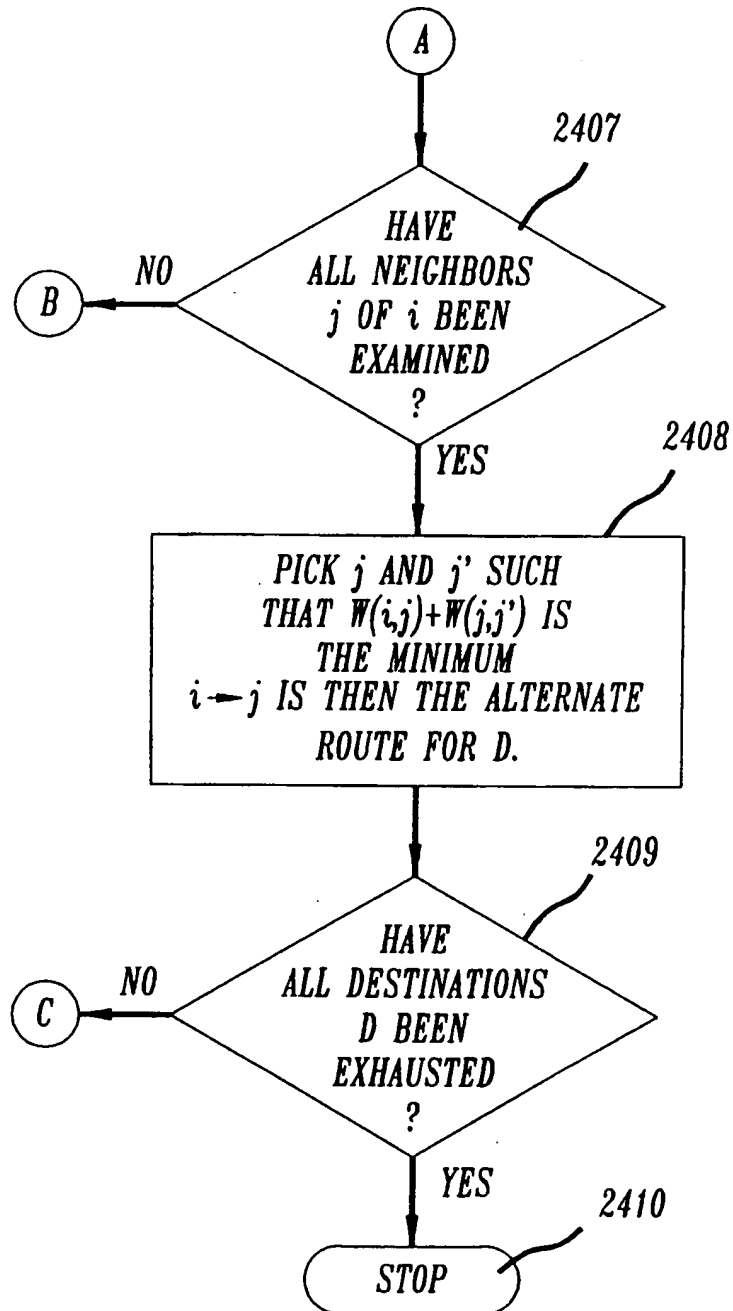 A
2407
HAVE
ALL NEIGHBORS
j OF i BEEN
EXAMINED
?
NO
B
YES
2408
PICK j AND j' SUCH
THAT W(i,j)+W(j,j') IS
THE MINIMUM
i→j IS THEN THE ALTERNATE
ROUTE FOR D.
2409
HAVE
ALL DESTINATIONS
D BEEN
EXHAUSTED
?
NO
C
YES
2410
STOP